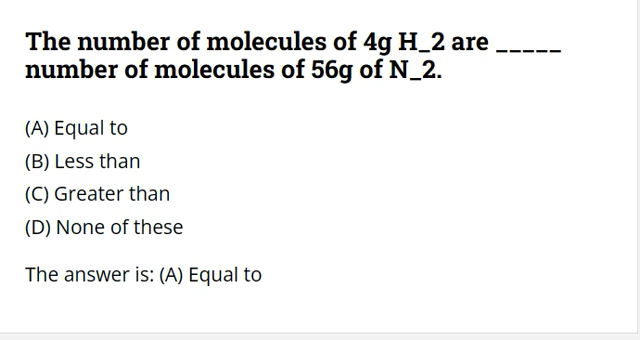 The number of molecules of 4g H_2 are _____
number of molecules of 56g of N_2.
(A) Equal to
(B) Less than
(C) Greater than
(D) None of these
The answer is: (A) Equal to